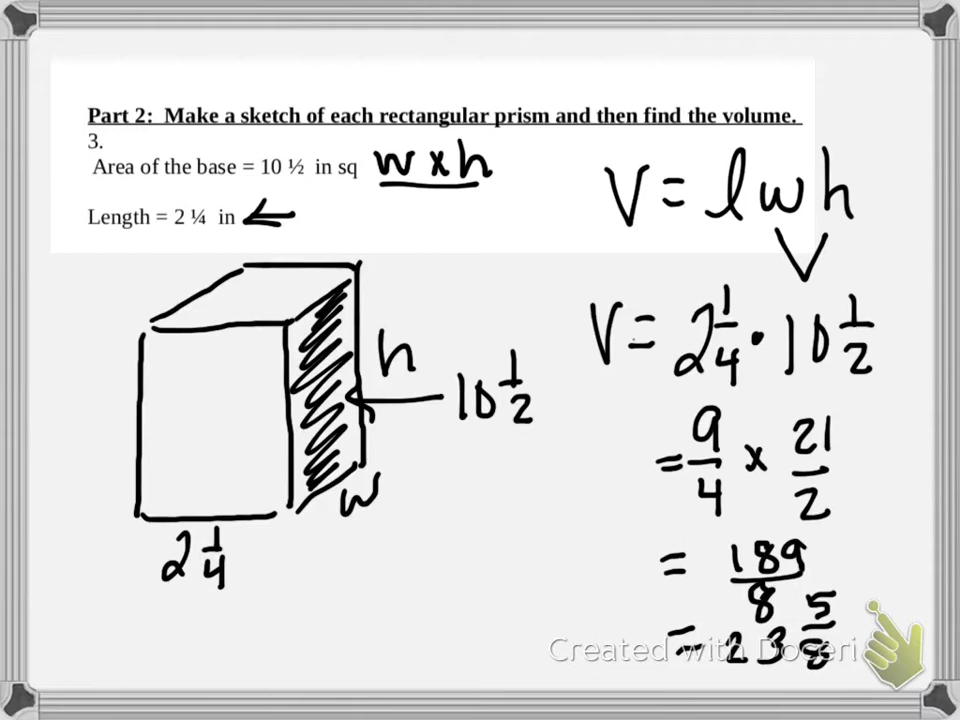 Part 2:  Make a sketch of each rectangular prism and then find the volume.
3.
Area of the base = 10 ½  in sq w x h
Length = 2 ¼  in
V = l w h
V = 2 1/4 · 10 1/2
= 9/4 x 21/2
= 189/8
= 23 5/8
h
10 1/2
w
2 1/4
Created with Doceri